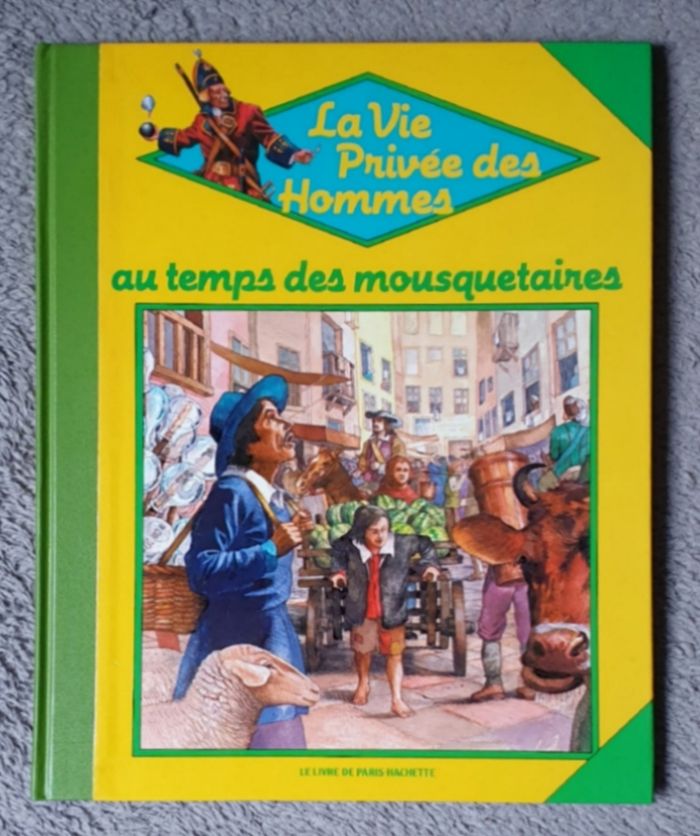 La Vie
Privée des
Hommes
au temps des mousquetaires
LE LIVRE DE PARIS HACHETTE